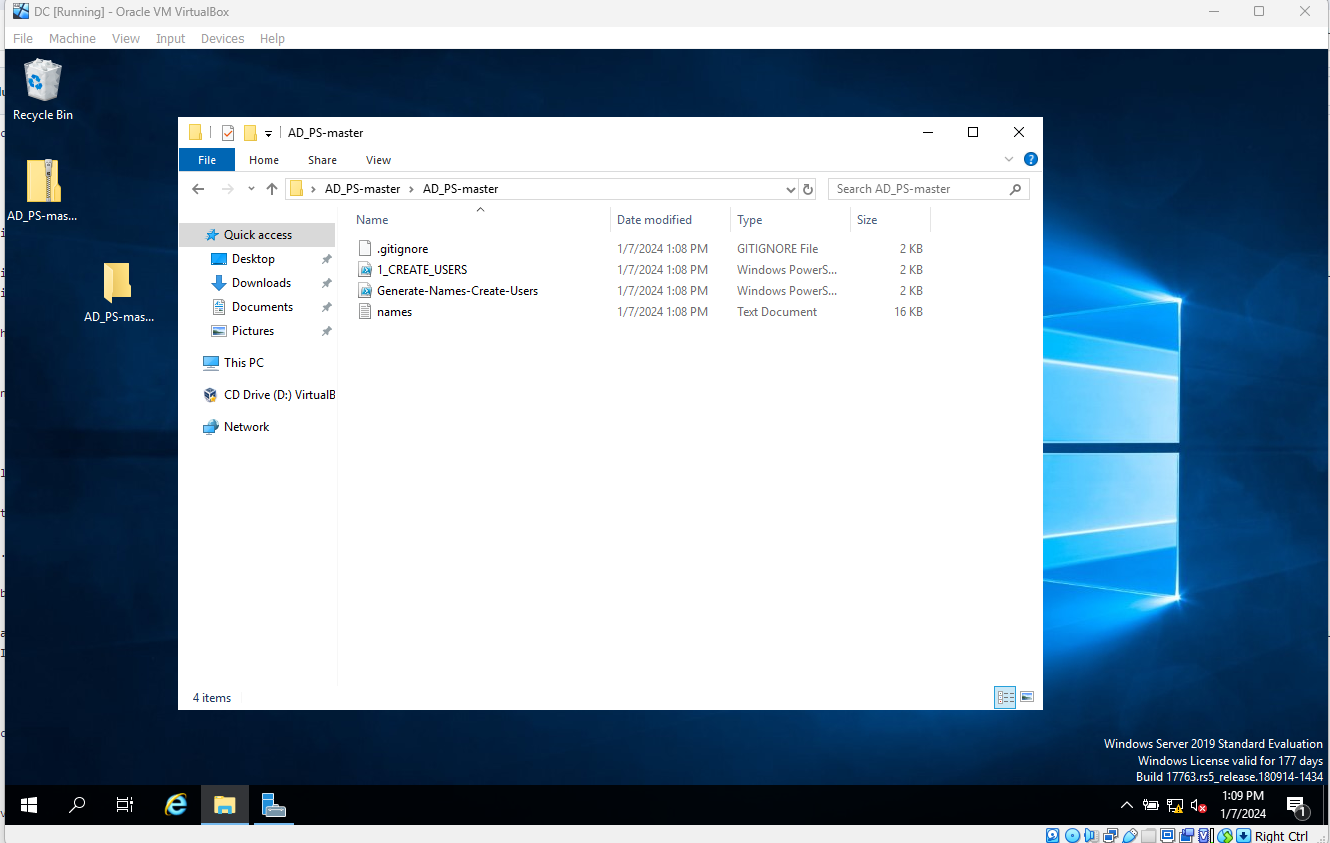 DC [Running] - Oracle VM VirtualBox
File Machine View Input Devices Help
Recycle Bin
AD_PS-mas...
AD_PS-mas...
AD_PS-master
File Home Share View
AD_PS-master › AD_PS-master
Search AD_PS-master
Name Date modified Type Size
Quick access
Desktop
Downloads
Documents
Pictures
This PC
CD Drive (D:) VirtualB
Network
.gitignore 1/7/2024 1:08 PM GITIGNORE File 2 KB
1_CREATE_USERS 1/7/2024 1:08 PM Windows PowerS... 2 KB
Generate-Names-Create-Users 1/7/2024 1:08 PM Windows PowerS... 2 KB
names 1/7/2024 1:08 PM Text Document 16 KB
4 items
Windows Server 2019 Standard Evaluation
Windows License valid for 177 days
Build 17763.rs5_release.180914-1434
1:09 PM
1/7/2024
1
Right Ctrl